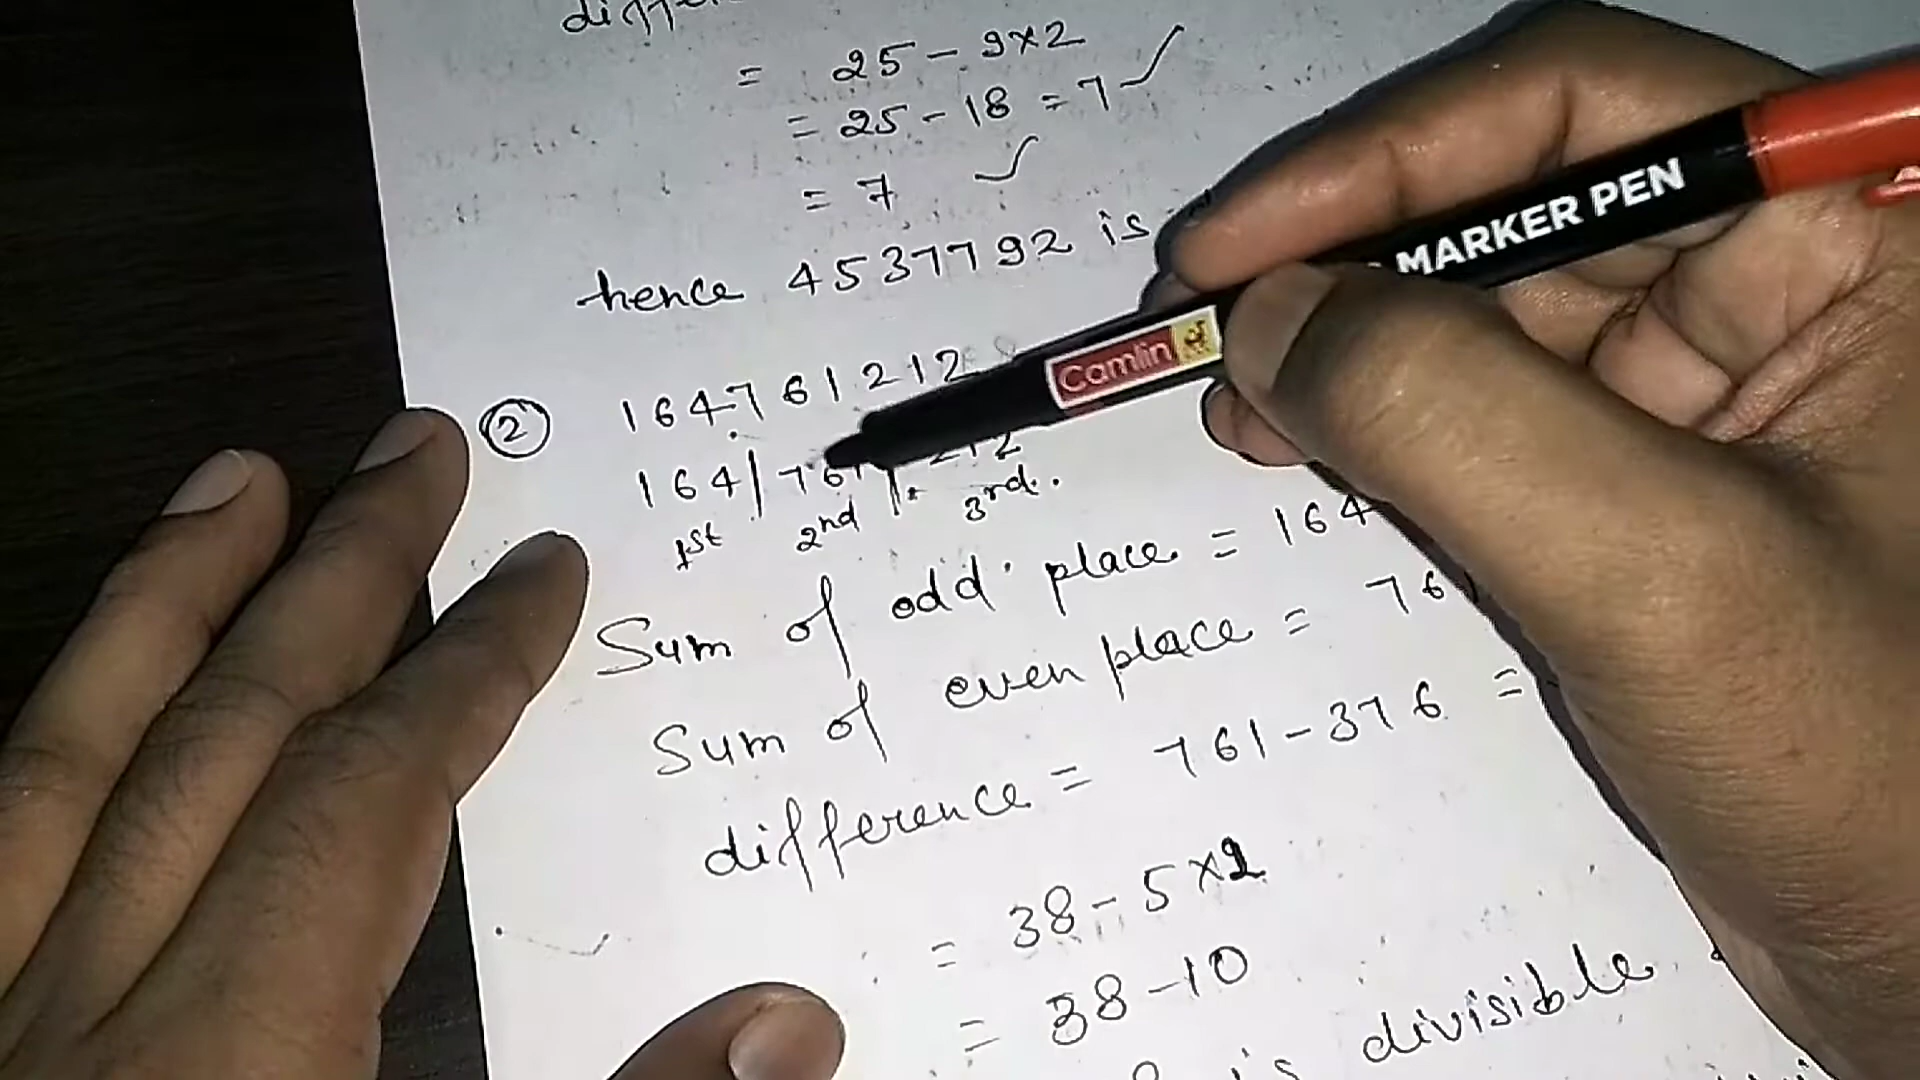 = 25 - 9×2
= 25 - 18 = 7
= 7
hence 4537792 is
② 164761212
164 | 761 | 212
1st 2nd 3rd.
Sum of odd place = 164
Sum of even place = 761
difference = 761 - 376 =
= 38 - 5×2
= 38 - 10
is divisible
MARKER PEN
Camlin